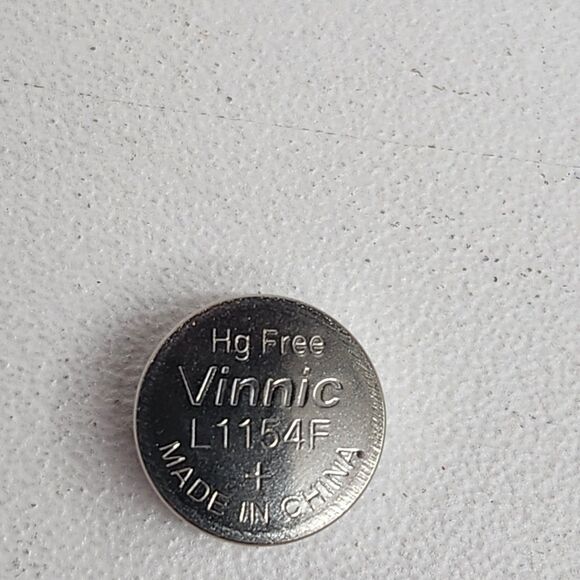 Hg Free
Vinnic
L1154F
+
MADE IN CHINA